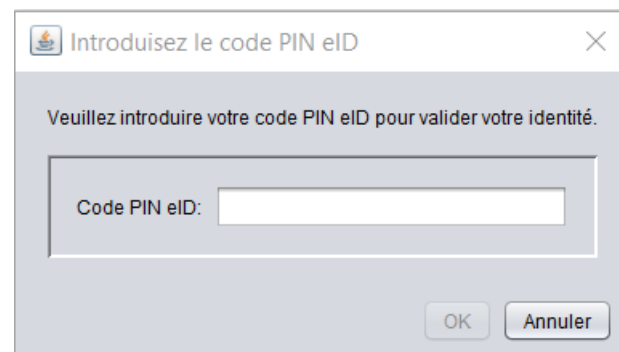 Introduisez le code PIN eID
Veuillez introduire votre code PIN eID pour valider votre identité.
Code PIN eID:
OK Annuler